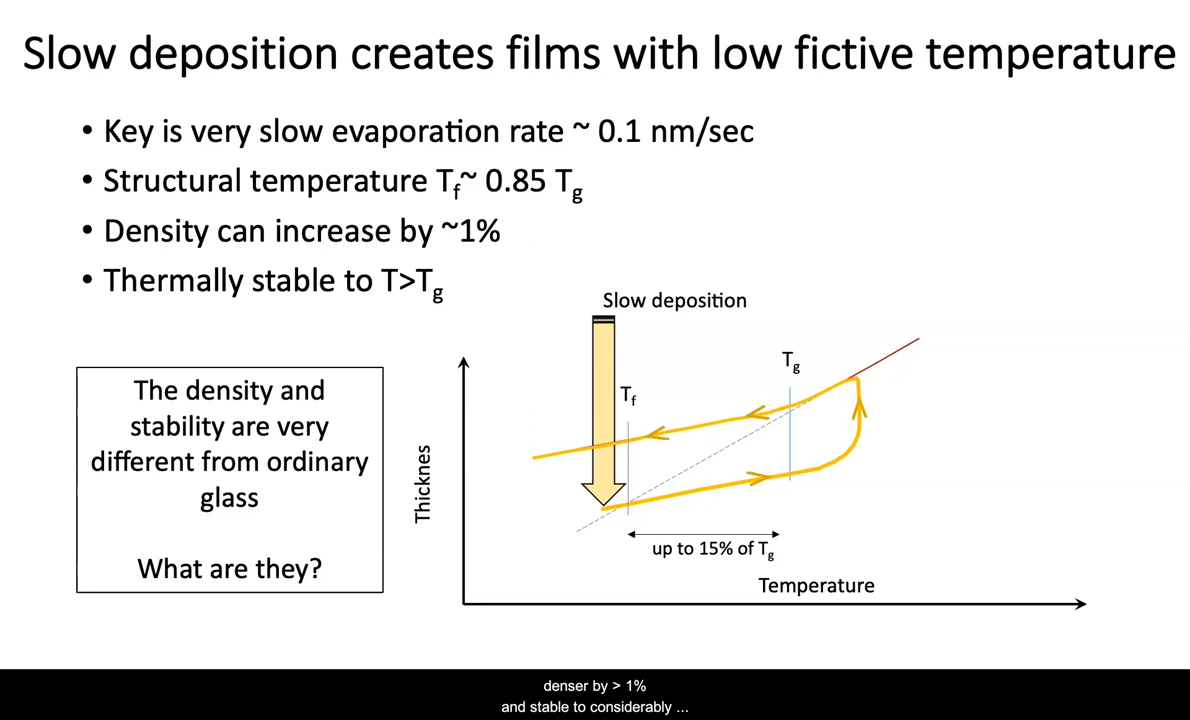 Slow deposition creates films with low fictive temperature
• Key is very slow evaporation rate ~ 0.1 nm/sec
• Structural temperature Tf~ 0.85 Tg
• Density can increase by ~1%
• Thermally stable to T>Tg
Slow deposition
Tg
Tf
The density and
stability are very
different from ordinary
glass
What are they?
Thicknes
up to 15% of Tg
Temperature
denser by > 1%
and stable to considerably ...